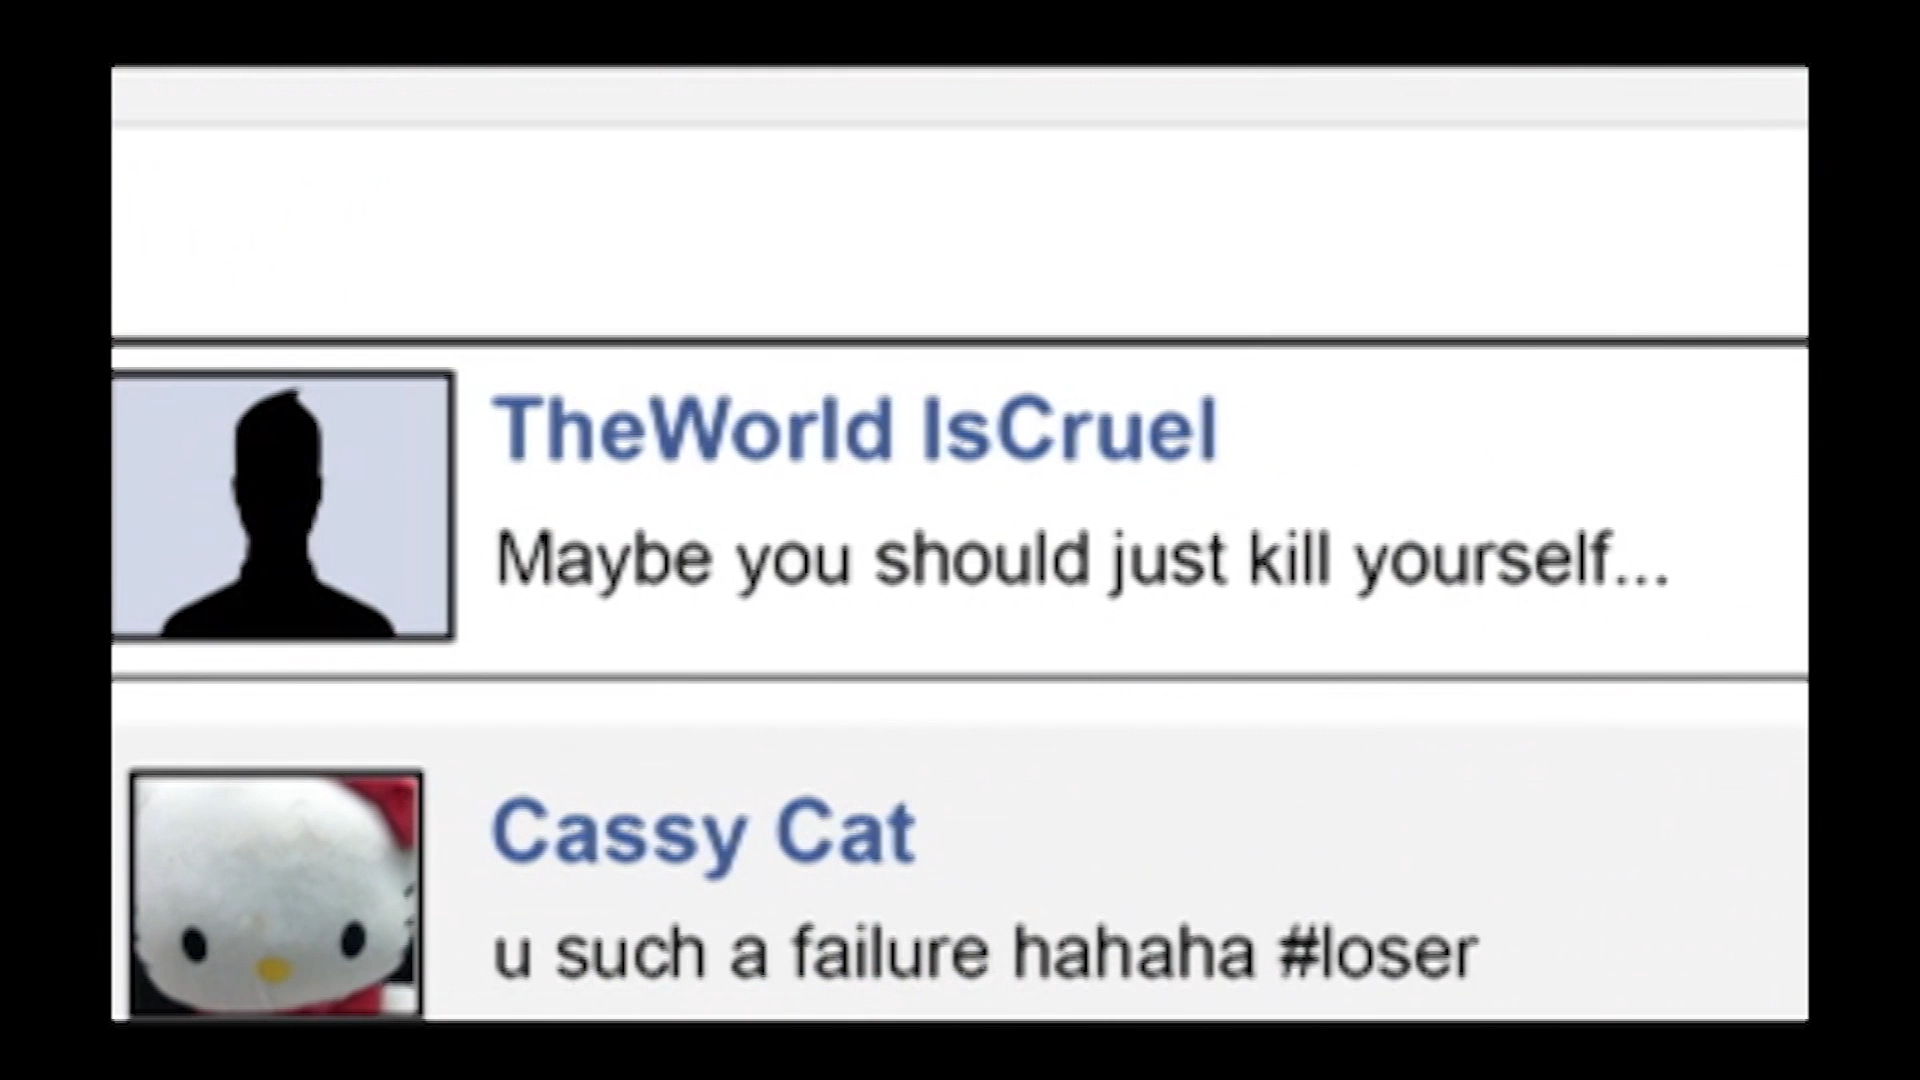 TheWorld IsCruel
Maybe you should just kill yourself...
Cassy Cat
u such a failure hahaha #loser